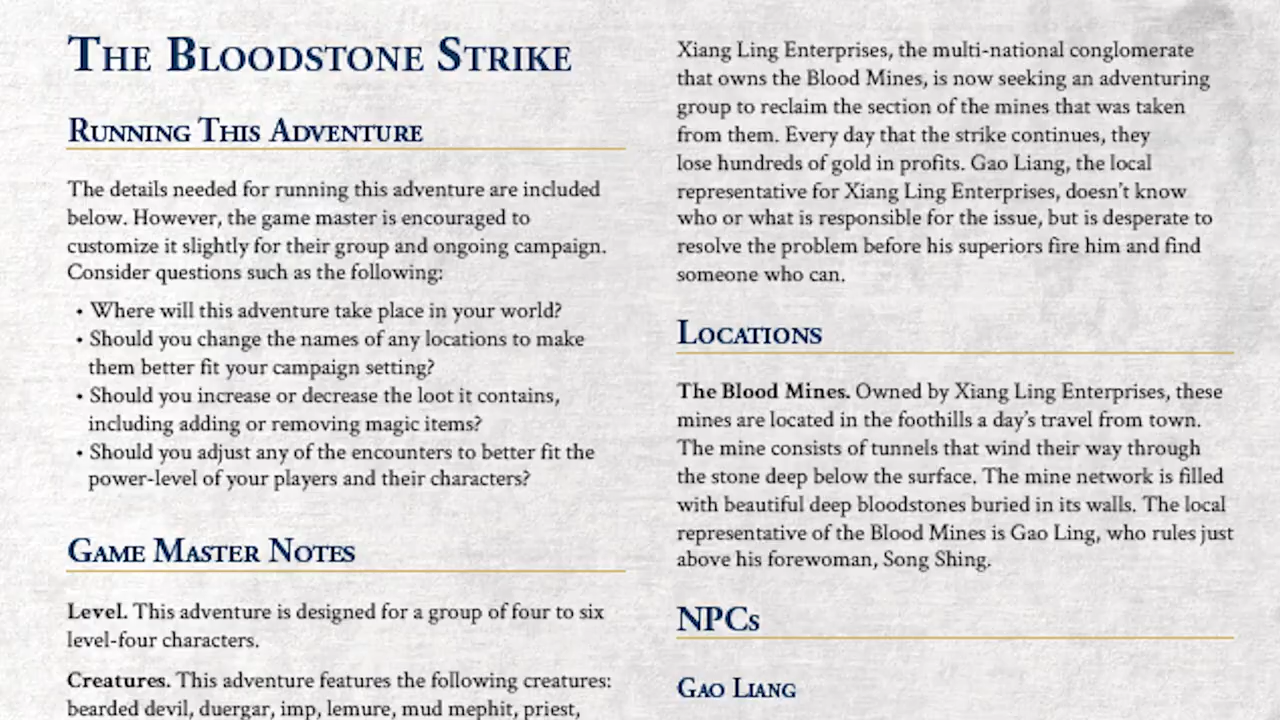 The Bloodstone Strike
Running This Adventure
The details needed for running this adventure are included
below. However, the game master is encouraged to
customize it slightly for their group and ongoing campaign.
Consider questions such as the following:
• Where will this adventure take place in your world?
• Should you change the names of any locations to make
them better fit your campaign setting?
• Should you increase or decrease the loot it contains,
including adding or removing magic items?
• Should you adjust any of the encounters to better fit the
power-level of your players and their characters?
Game Master Notes
Level. This adventure is designed for a group of four to six
level-four characters.
Creatures. This adventure features the following creatures:
bearded devil, duergar, imp, lemure, mud mephit, priest,
Xiang Ling Enterprises, the multi-national conglomerate
that owns the Blood Mines, is now seeking an adventuring
group to reclaim the section of the mines that was taken
from them. Every day that the strike continues, they
lose hundreds of gold in profits. Gao Liang, the local
representative for Xiang Ling Enterprises, doesn't know
who or what is responsible for the issue, but is desperate to
resolve the problem before his superiors fire him and find
someone who can.
Locations
The Blood Mines. Owned by Xiang Ling Enterprises, these
mines are located in the foothills a day's travel from town.
The mine consists of tunnels that wind their way through
the stone deep below the surface. The mine network is filled
with beautiful deep bloodstones buried in its walls. The local
representative of the Blood Mines is Gao Ling, who rules just
above his forewoman, Song Shing.
NPCs
Gao Liang